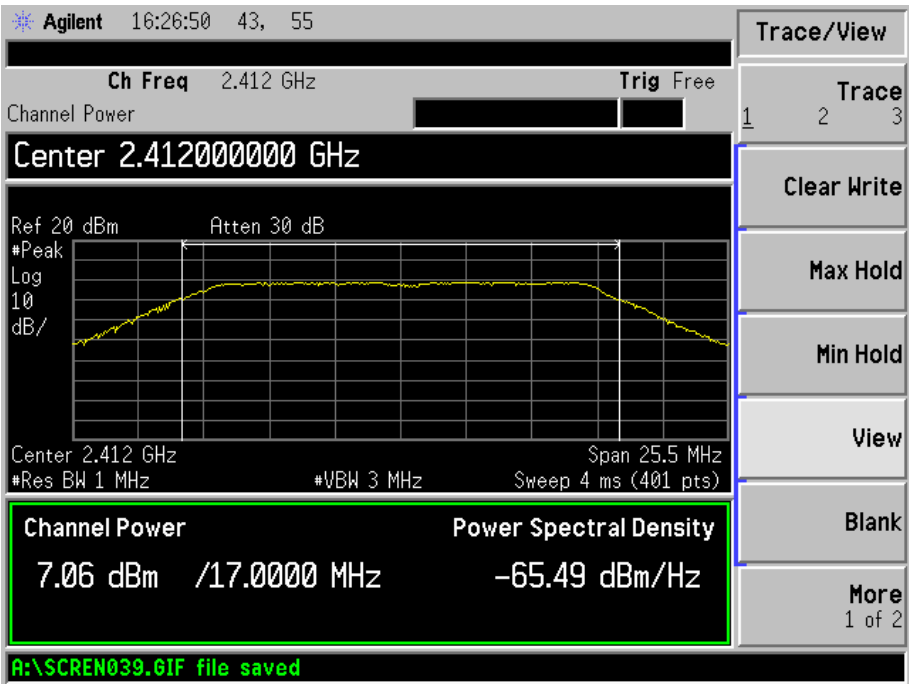 Agilent 16:26:50 43, 55
Trace/View
Ch Freq 2.412 GHz Trig Free
Channel Power
Trace
1 2 3
Center 2.412000000 GHz
Clear Write
Ref 20 dBm Atten 30 dB
#Peak
Log
10
dB/
Max Hold
Min Hold
View
Center 2.412 GHz Span 25.5 MHz
#Res BW 1 MHz #VBW 3 MHz Sweep 4 ms (401 pts)
Channel Power Power Spectral Density
7.06 dBm /17.0000 MHz -65.49 dBm/Hz
Blank
More
1 of 2
A:\SCREN039.GIF file saved